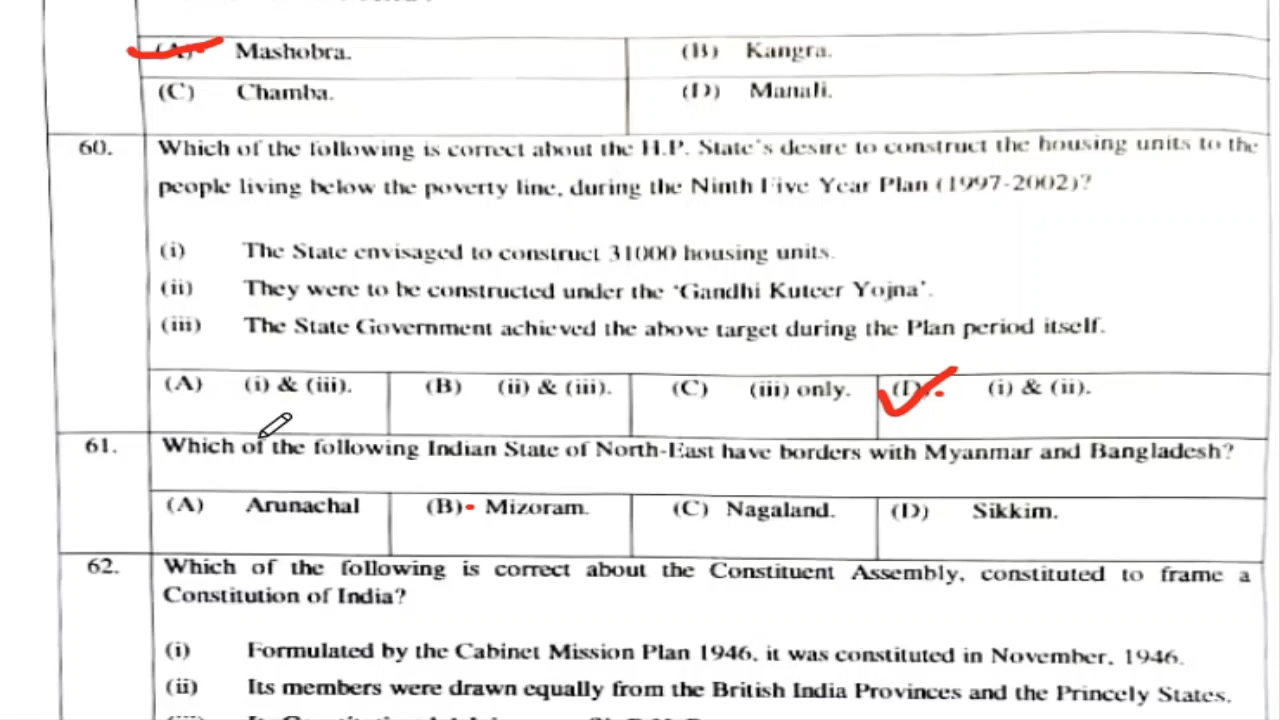 (A) Mashobra. (B) Kangra.
(C) Chamba. (D) Manali.
60. Which of the following is correct about the H.P. State's desire to construct the housing units to the
people living below the poverty line, during the Ninth Five Year Plan (1997-2002)?
(i) The State envisaged to construct 31000 housing units.
(ii) They were to be constructed under the 'Gandhi Kuteer Yojna'.
(iii) The State Government achieved the above target during the Plan period itself.
(A) (i) & (iii). (B) (ii) & (iii). (C) (iii) only. (D) (i) & (ii).
61. Which of the following Indian State of North-East have borders with Myanmar and Bangladesh?
(A) Arunachal (B) Mizoram. (C) Nagaland. (D) Sikkim.
62. Which of the following is correct about the Constituent Assembly, constituted to frame a
Constitution of India?
(i) Formulated by the Cabinet Mission Plan 1946, it was constituted in November, 1946.
(ii) Its members were drawn equally from the British India Provinces and the Princely States.